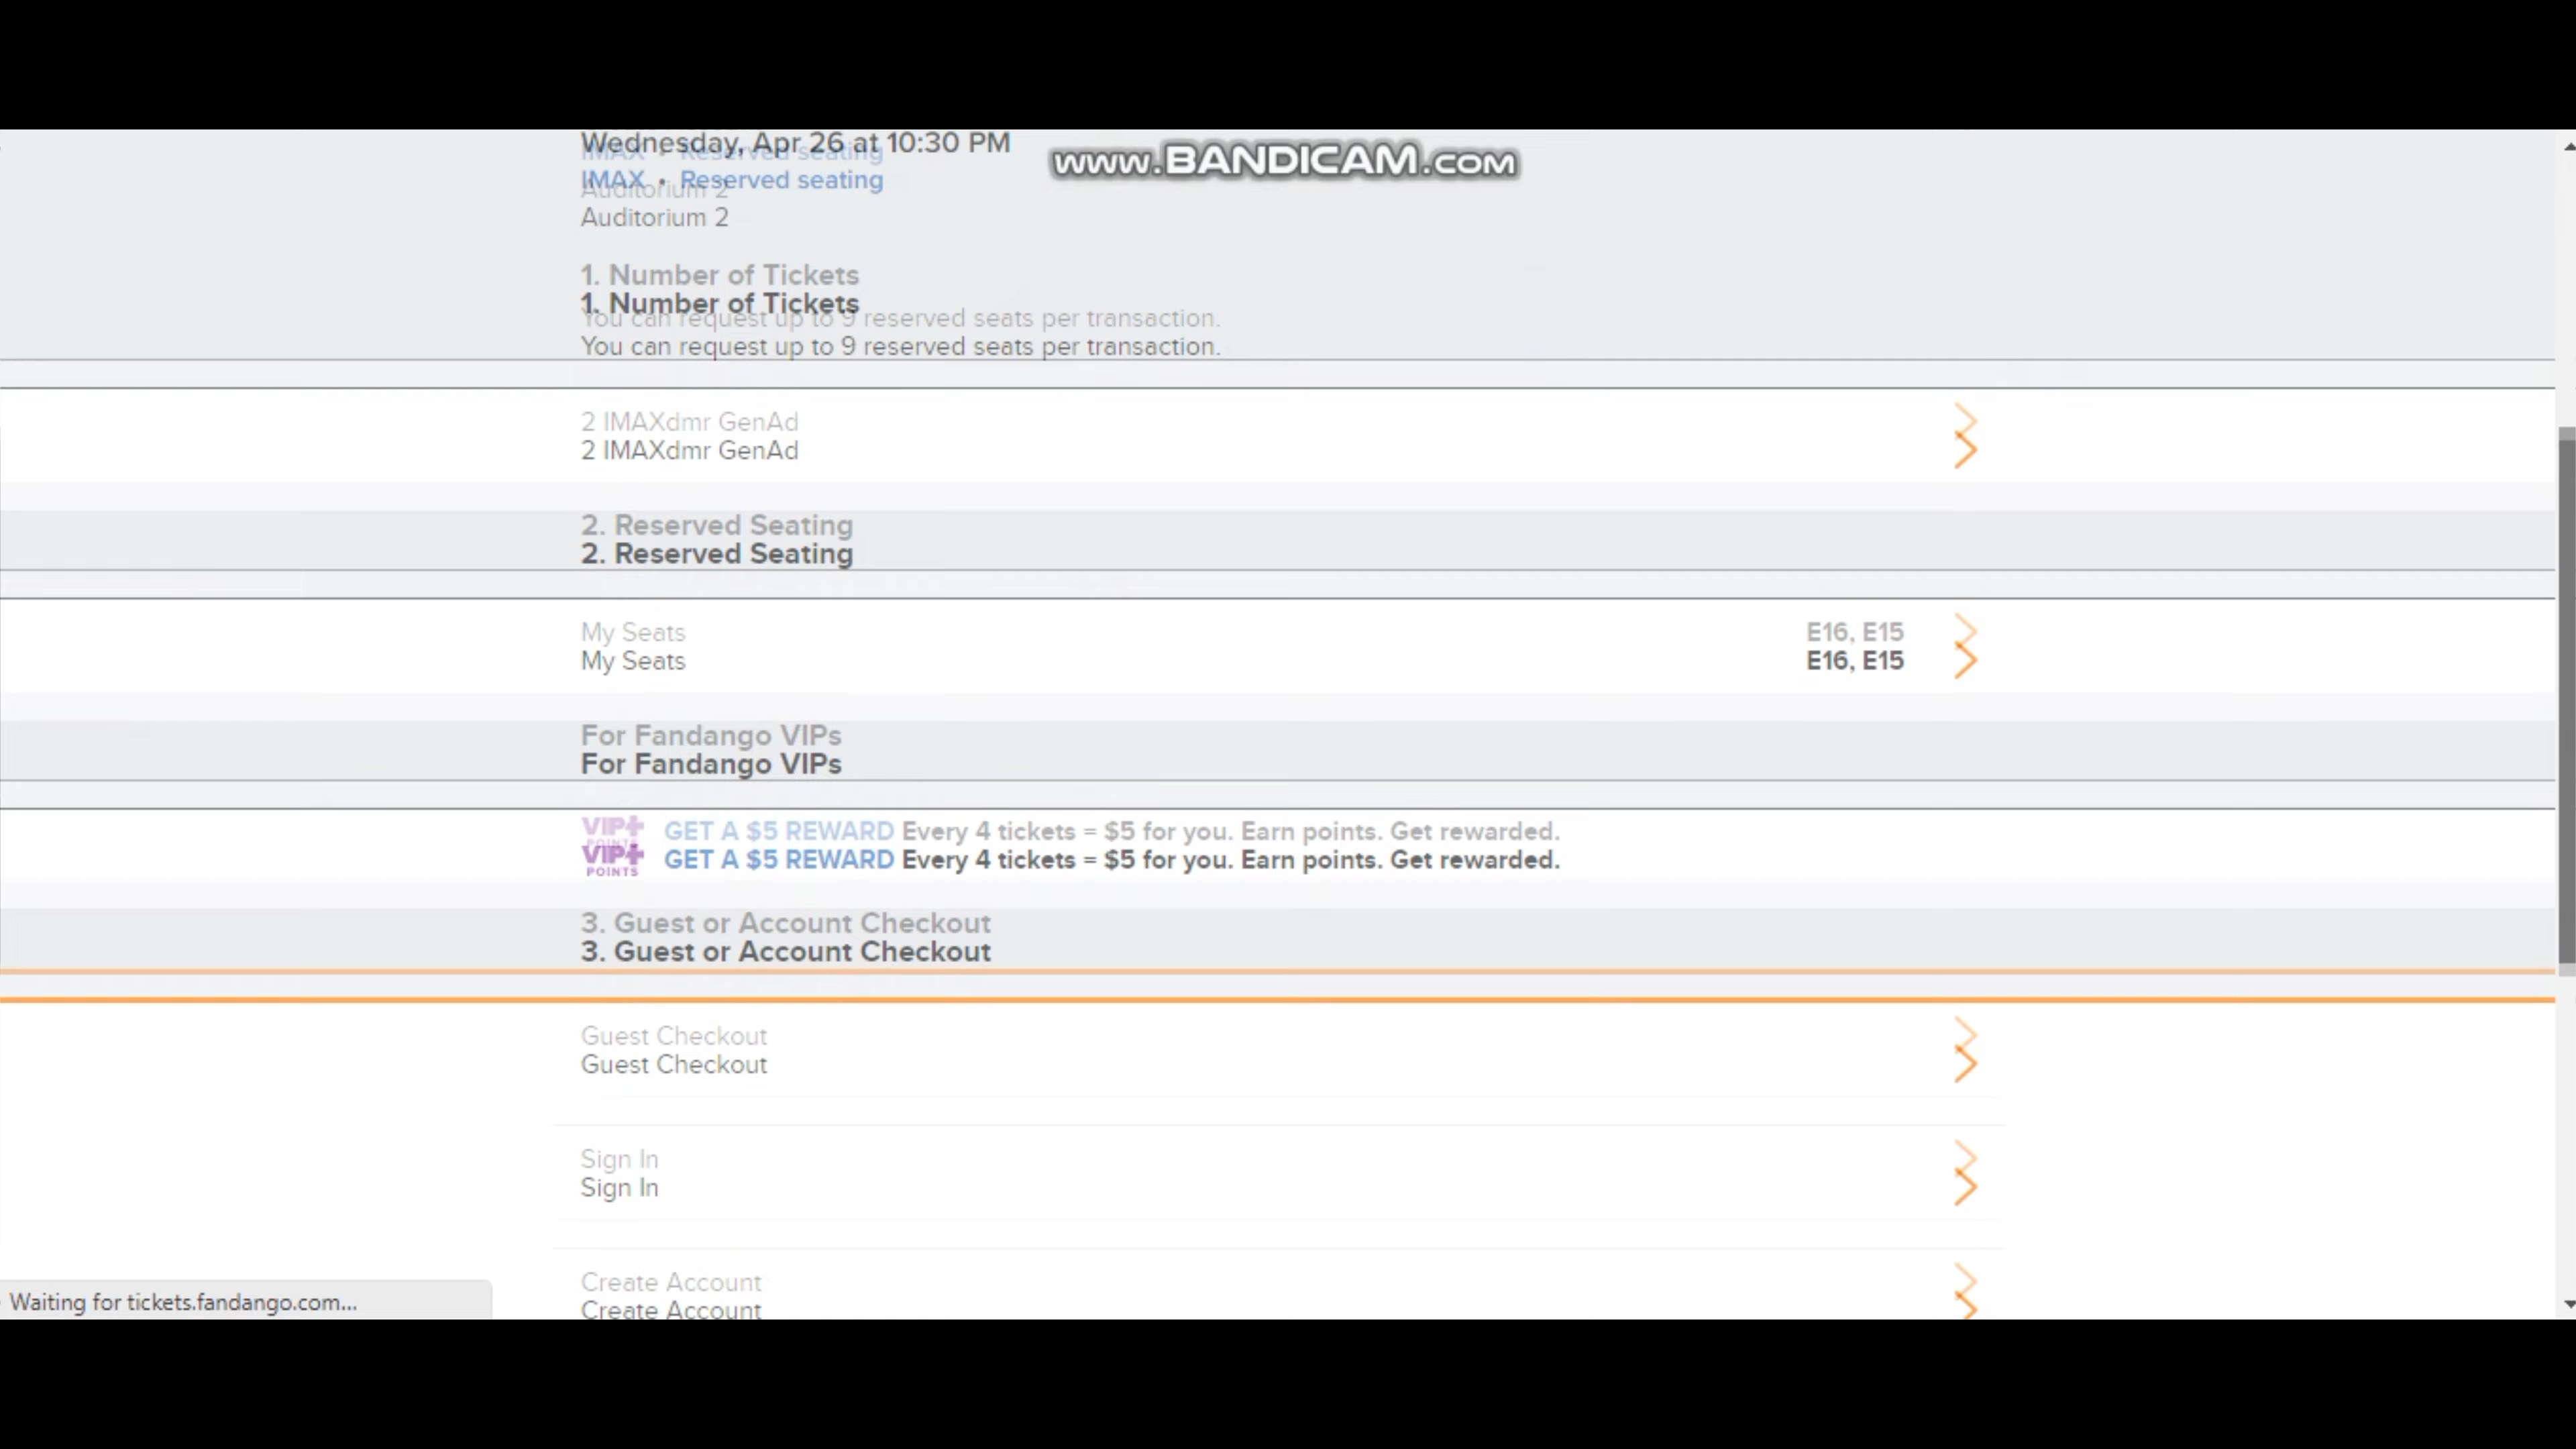 Wednesday, Apr 26 at 10:30 PM
www.BANDICAM.com
IMAX • Reserved seating
IMAX • Reserved seating
Auditorium 2
Auditorium 2
1. Number of Tickets
1. Number of Tickets
You can request up to 9 reserved seats per transaction.
You can request up to 9 reserved seats per transaction.
2 IMAXdmr GenAd
2 IMAXdmr GenAd
2. Reserved Seating
2. Reserved Seating
My Seats E16, E15
My Seats E16, E15
For Fandango VIPs
For Fandango VIPs
VIP+ POINTS GET A $5 REWARD Every 4 tickets = $5 for you. Earn points. Get rewarded.
VIP+ POINTS GET A $5 REWARD Every 4 tickets = $5 for you. Earn points. Get rewarded.
3. Guest or Account Checkout
3. Guest or Account Checkout
Guest Checkout
Guest Checkout
Sign In
Sign In
Create Account
Create Account
Waiting for tickets.fandango.com...